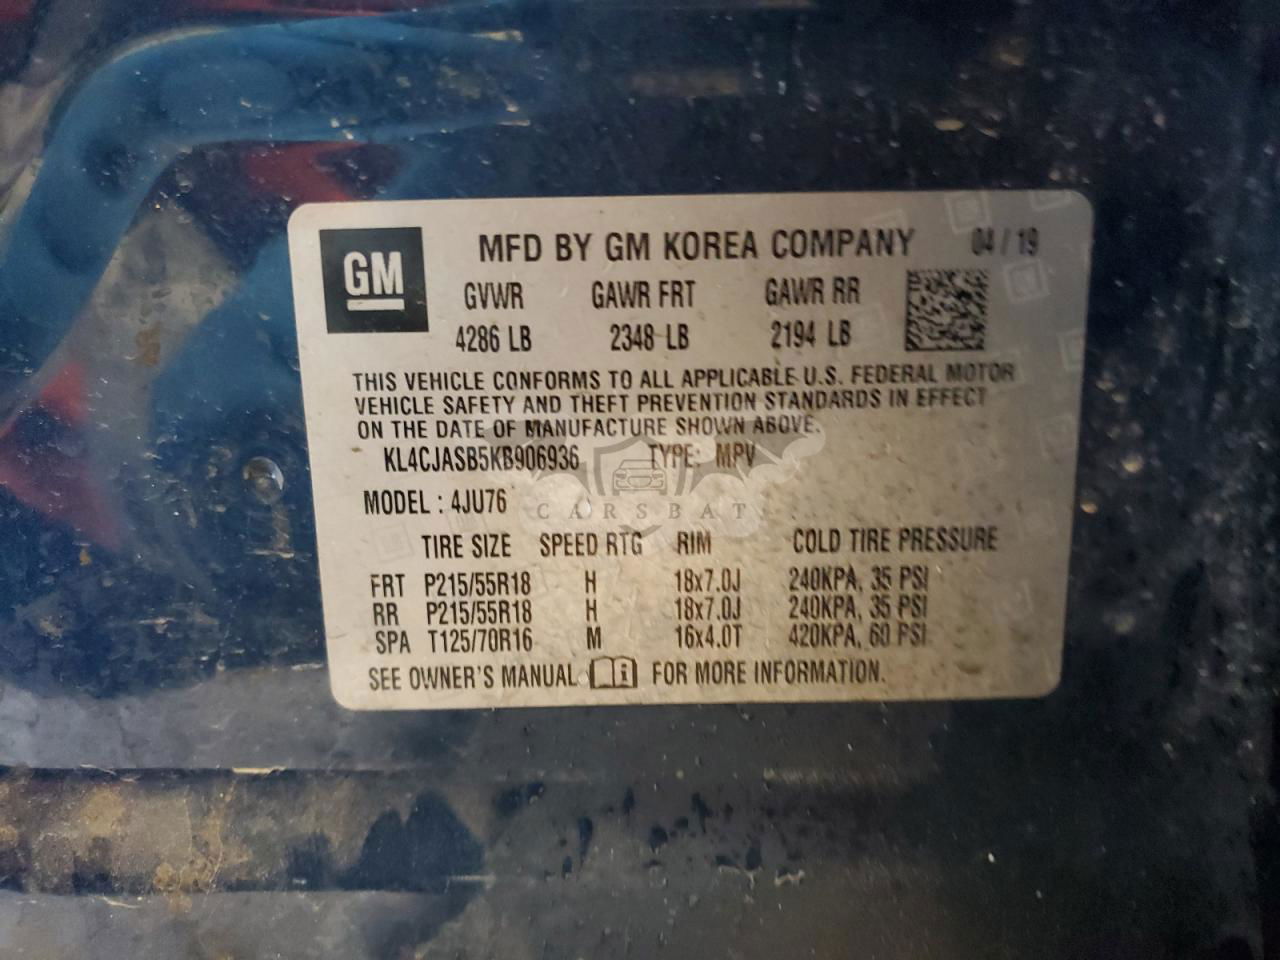 GM
MFD BY GM KOREA COMPANY 04 / 19
GVWR GAWR FRT GAWR RR
4286 LB 2348 LB 2194 LB
THIS VEHICLE CONFORMS TO ALL APPLICABLE U.S. FEDERAL MOTOR
VEHICLE SAFETY AND THEFT PREVENTION STANDARDS IN EFFECT
ON THE DATE OF MANUFACTURE SHOWN ABOVE.
KL4CJASB5KB906936 TYPE: MPV
MODEL : 4JU76
CARSBAT
TIRE SIZE SPEED RTG RIM COLD TIRE PRESSURE
FRT P215/55R18 H 18x7.0J 240KPA, 35 PSI
RR P215/55R18 H 18x7.0J 240KPA, 35 PSI
SPA T125/70R16 M 16x4.0T 420KPA, 60 PSI
SEE OWNER'S MANUAL FOR MORE INFORMATION.